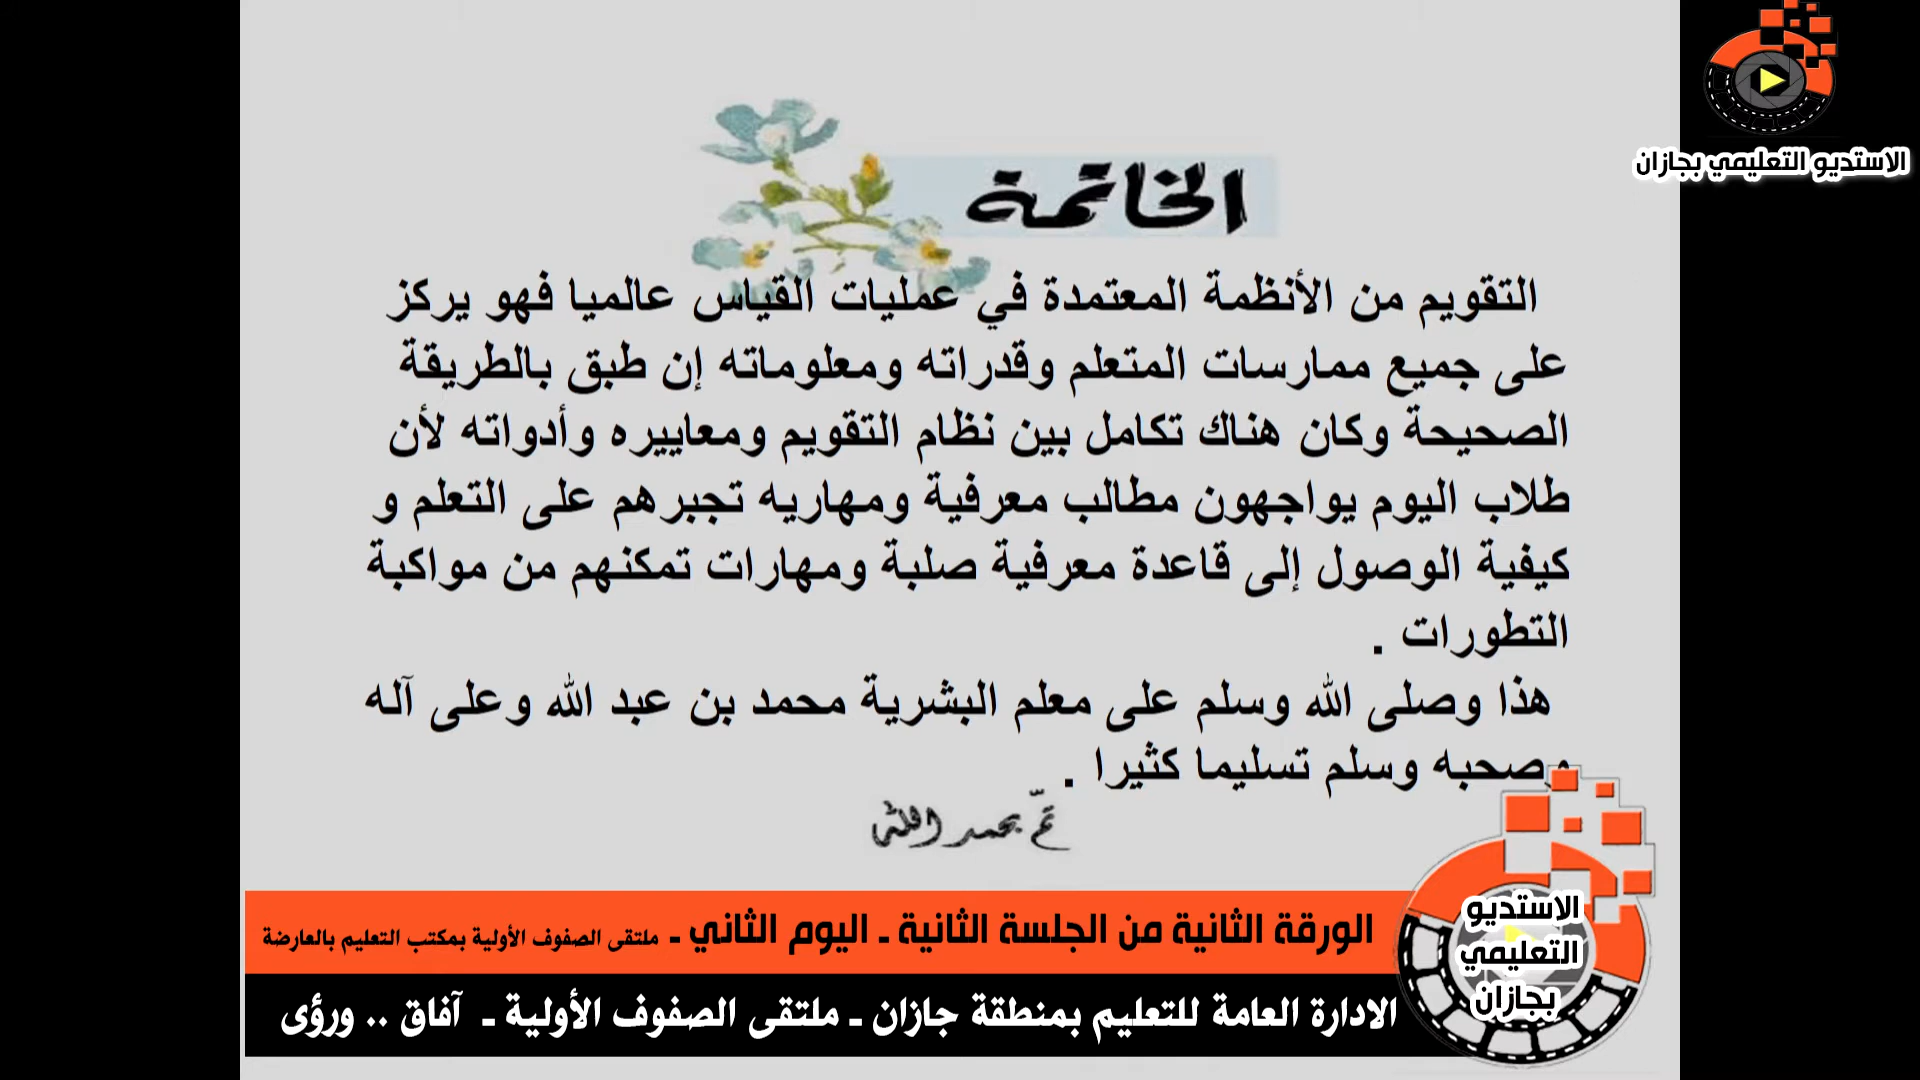 الاستديو التعليمي بجازان
الخاتمة
التقويم من الأنظمة المعتمدة في عمليات القياس عالميا فهو يركز
على جميع ممارسات المتعلم وقدراته ومعلوماته إن طبق بالطريقة
الصحيحة وكان هناك تكامل بين نظام التقويم ومعاييره وأدواته لأن
طلاب اليوم يواجهون مطالب معرفية ومهاريه تجبرهم على التعلم و
كيفية الوصول إلى قاعدة معرفية صلبة ومهارات تمكنهم من مواكبة
التطورات .
هذا وصلى الله وسلم على معلم البشرية محمد بن عبد الله وعلى آله
وصحبه وسلم تسليما كثيرا .
تمّ بحمد الله
الورقة الثانية من الجلسة الثانية ـ اليوم الثاني ـ ملتقى الصفوف الأولية بمكتب التعليم بالعارضة
الادارة العامة للتعليم بمنطقة جازان ـ ملتقى الصفوف الأولية ـ آفاق .. ورؤى
الاستديو
التعليمي
بجازان